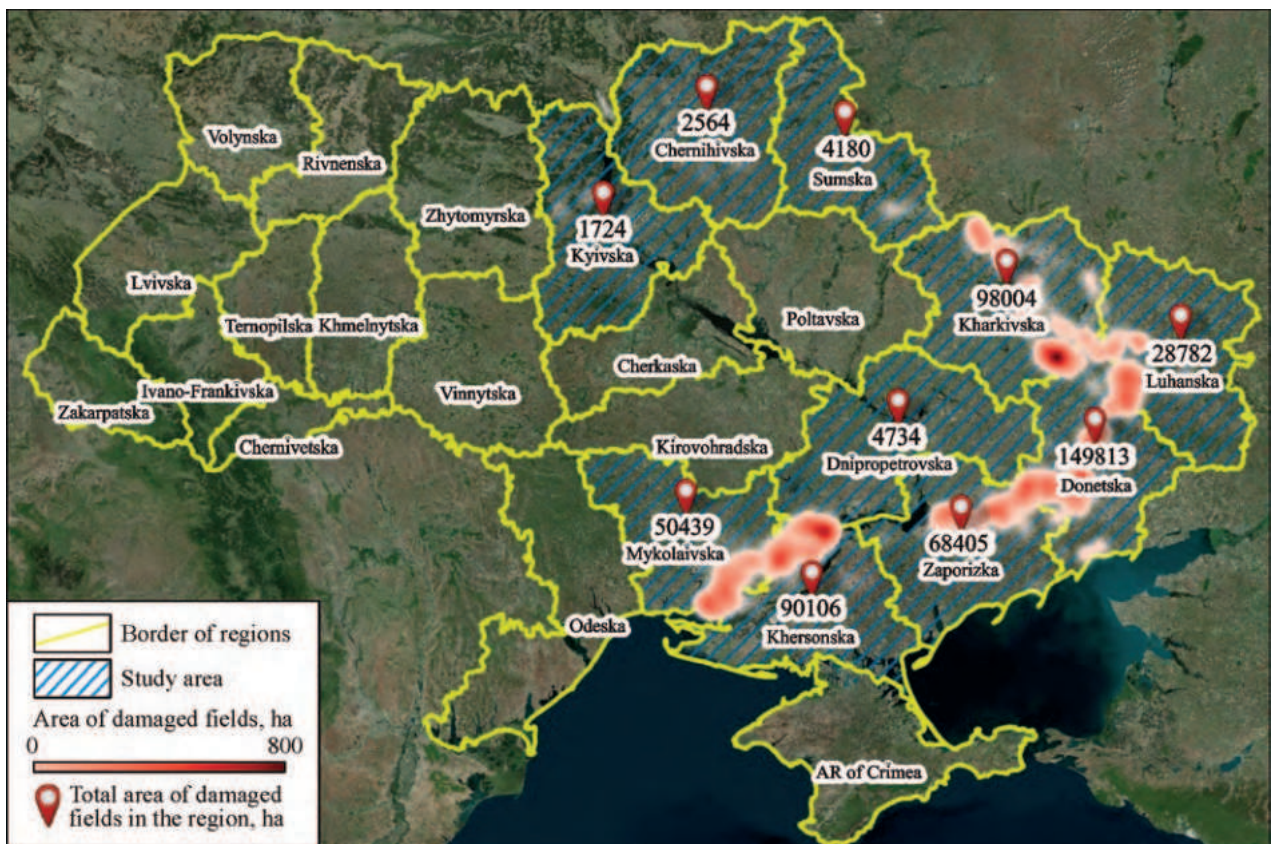 2564
Chernihivska
4180
Sumska
Volynska
Rivnenska
Zhytomyrska
1724
Kyivska
Lvivska
Ternopilska
Khmelnytska
Poltavska
98004
Kharkivska
28782
Luhanska
Cherkaska
Vinnytska
Ivano-Frankivska
Zakarpatska
Chernivetska
Kirovohradska
4734
Dnipropetrovska
149813
Donetska
50439
Mykolaivska
68405
Zaporizka
90106
Khersonska
Odeska
AR of Crimea
Border of regions
Study area
Area of damaged fields, ha
0 800
Total area of damaged
fields in the region, ha